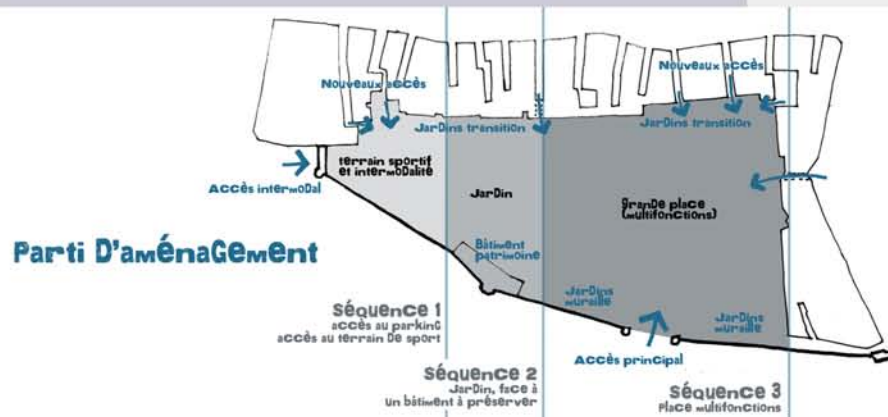 Nouveaux accès
Nouveaux accès
Jardins transition
Jardins transition
terrain sportif
et intermodalité
Accès intermodal
Jardin
Grande place
(multifonctions)
Parti D'aménagement
Bâtiment
patrimoine
Jardins
muraille
Jardins
muraille
Séquence 1
accès au parking
accès au terrain de sport
Accès principal
Séquence 2
Jardin, face à
un bâtiment à préserver
Séquence 3
Place multifonctions